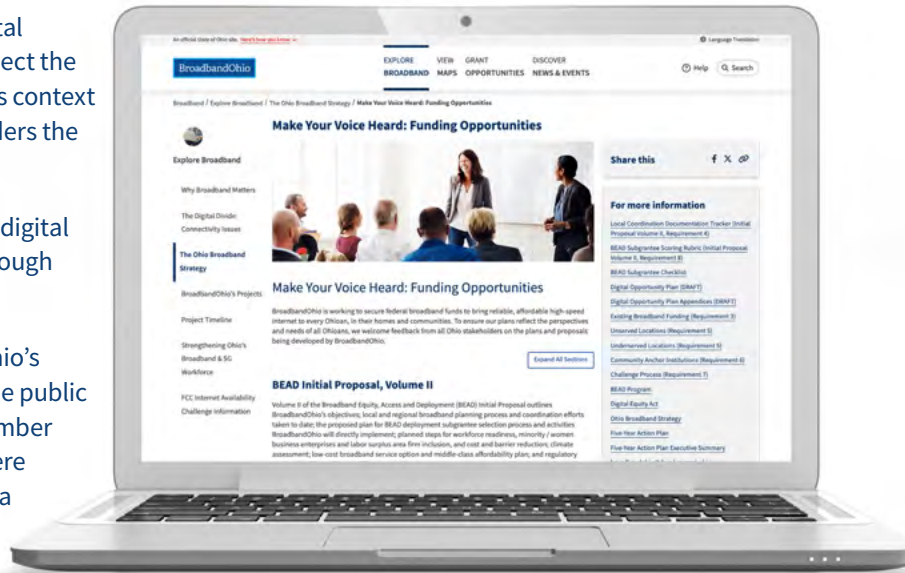 tal
ect the
s context
ders the
digital
ough
hio's
e public
mber
ere
a
An official State of Ohio site. Here's how you know
Language Translation
BroadbandOhio
EXPLORE BROADBAND
VIEW MAPS
GRANT OPPORTUNITIES
DISCOVER NEWS & EVENTS
Help
Search
Broadband / Explore Broadband / The Ohio Broadband Strategy / Make Your Voice Heard: Funding Opportunities
Explore Broadband
Why Broadband Matters
The Digital Divide:
Connectivity Issues
The Ohio Broadband
Strategy
BroadbandOhio's Projects
Project Timeline
Strengthening Ohio's
Broadband & 5G
Workforce
FCC Internet Availability
Challenge Information
Make Your Voice Heard: Funding Opportunities
Make Your Voice Heard: Funding Opportunities
BroadbandOhio is working to secure federal broadband funds to bring reliable, affordable high-speed
internet to every Ohioan, in their homes and communities. To ensure our plans reflect the perspectives
and needs of all Ohioans, we welcome feedback from all Ohio stakeholders on the plans and proposals
being developed by BroadbandOhio.
Expand All Sections
BEAD Initial Proposal, Volume II
Volume II of the Broadband Equity, Access and Deployment (BEAD) Initial Proposal outlines
BroadbandOhio's objectives; local and regional broadband planning process and coordination efforts
taken to date; the proposed plan for BEAD deployment subgrantee selection process and activities
BroadbandOhio will directly implement; planned steps for workforce readiness, minority / women
business enterprises and labor surplus area firm inclusion, and cost and barrier reduction; climate
assessment; low-cost broadband service option and middle-class affordability plan; and regulatory
Share this
For more information
Local Coordination Documentation Tracker (Initial
Proposal Volume II, Requirement 4)
BEAD Subgrantee Scoring Rubric (Initial Proposal
Volume II, Requirement 8)
BEAD Subgrantee Checklist
Digital Opportunity Plan (DRAFT)
Digital Opportunity Plan Appendices (DRAFT)
Existing Broadband Funding (Requirement 3)
Unserved Locations (Requirement 5)
Underserved Locations (Requirement 5)
Community Anchor Institutions (Requirement 6)
Challenge Process (Requirement 7)
BEAD Program
Digital Equity Act
Ohio Broadband Strategy
Five-Year Action Plan
Five-Year Action Plan Executive Summary